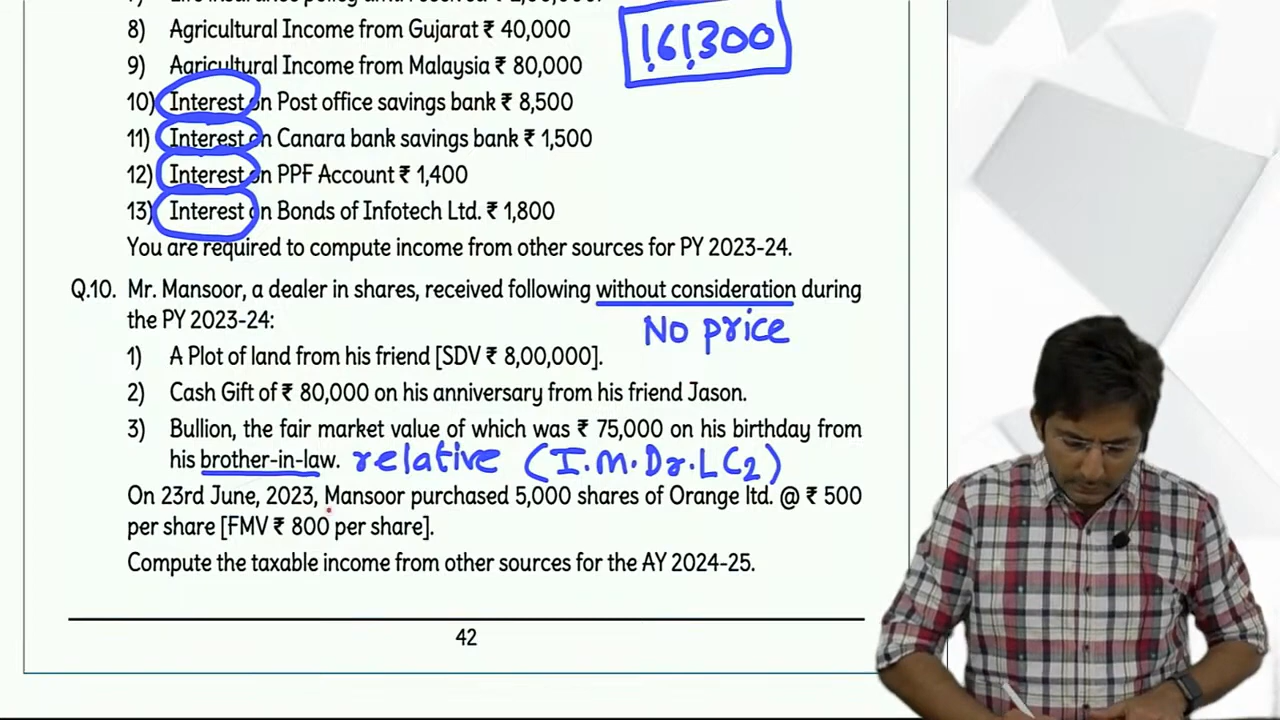 8) Agricultural Income from Gujarat ₹ 40,000
1,61,300
9) Agricultural Income from Malaysia ₹ 80,000
10) Interest on Post office savings bank ₹ 8,500
11) Interest on Canara bank savings bank ₹ 1,500
12) Interest on PPF Account ₹ 1,400
13) Interest on Bonds of Infotech Ltd. ₹ 1,800
You are required to compute income from other sources for PY 2023-24.
Q.10. Mr. Mansoor, a dealer in shares, received following without consideration during
the PY 2023-24:
No price
1) A Plot of land from his friend [SDV ₹ 8,00,000].
2) Cash Gift of ₹ 80,000 on his anniversary from his friend Jason.
3) Bullion, the fair market value of which was ₹ 75,000 on his birthday from
his brother-in-law. relative (I.M.Dr.LC2)
On 23rd June, 2023, Mansoor purchased 5,000 shares of Orange ltd. @ ₹ 500
per share [FMV ₹ 800 per share].
Compute the taxable income from other sources for the AY 2024-25.
42